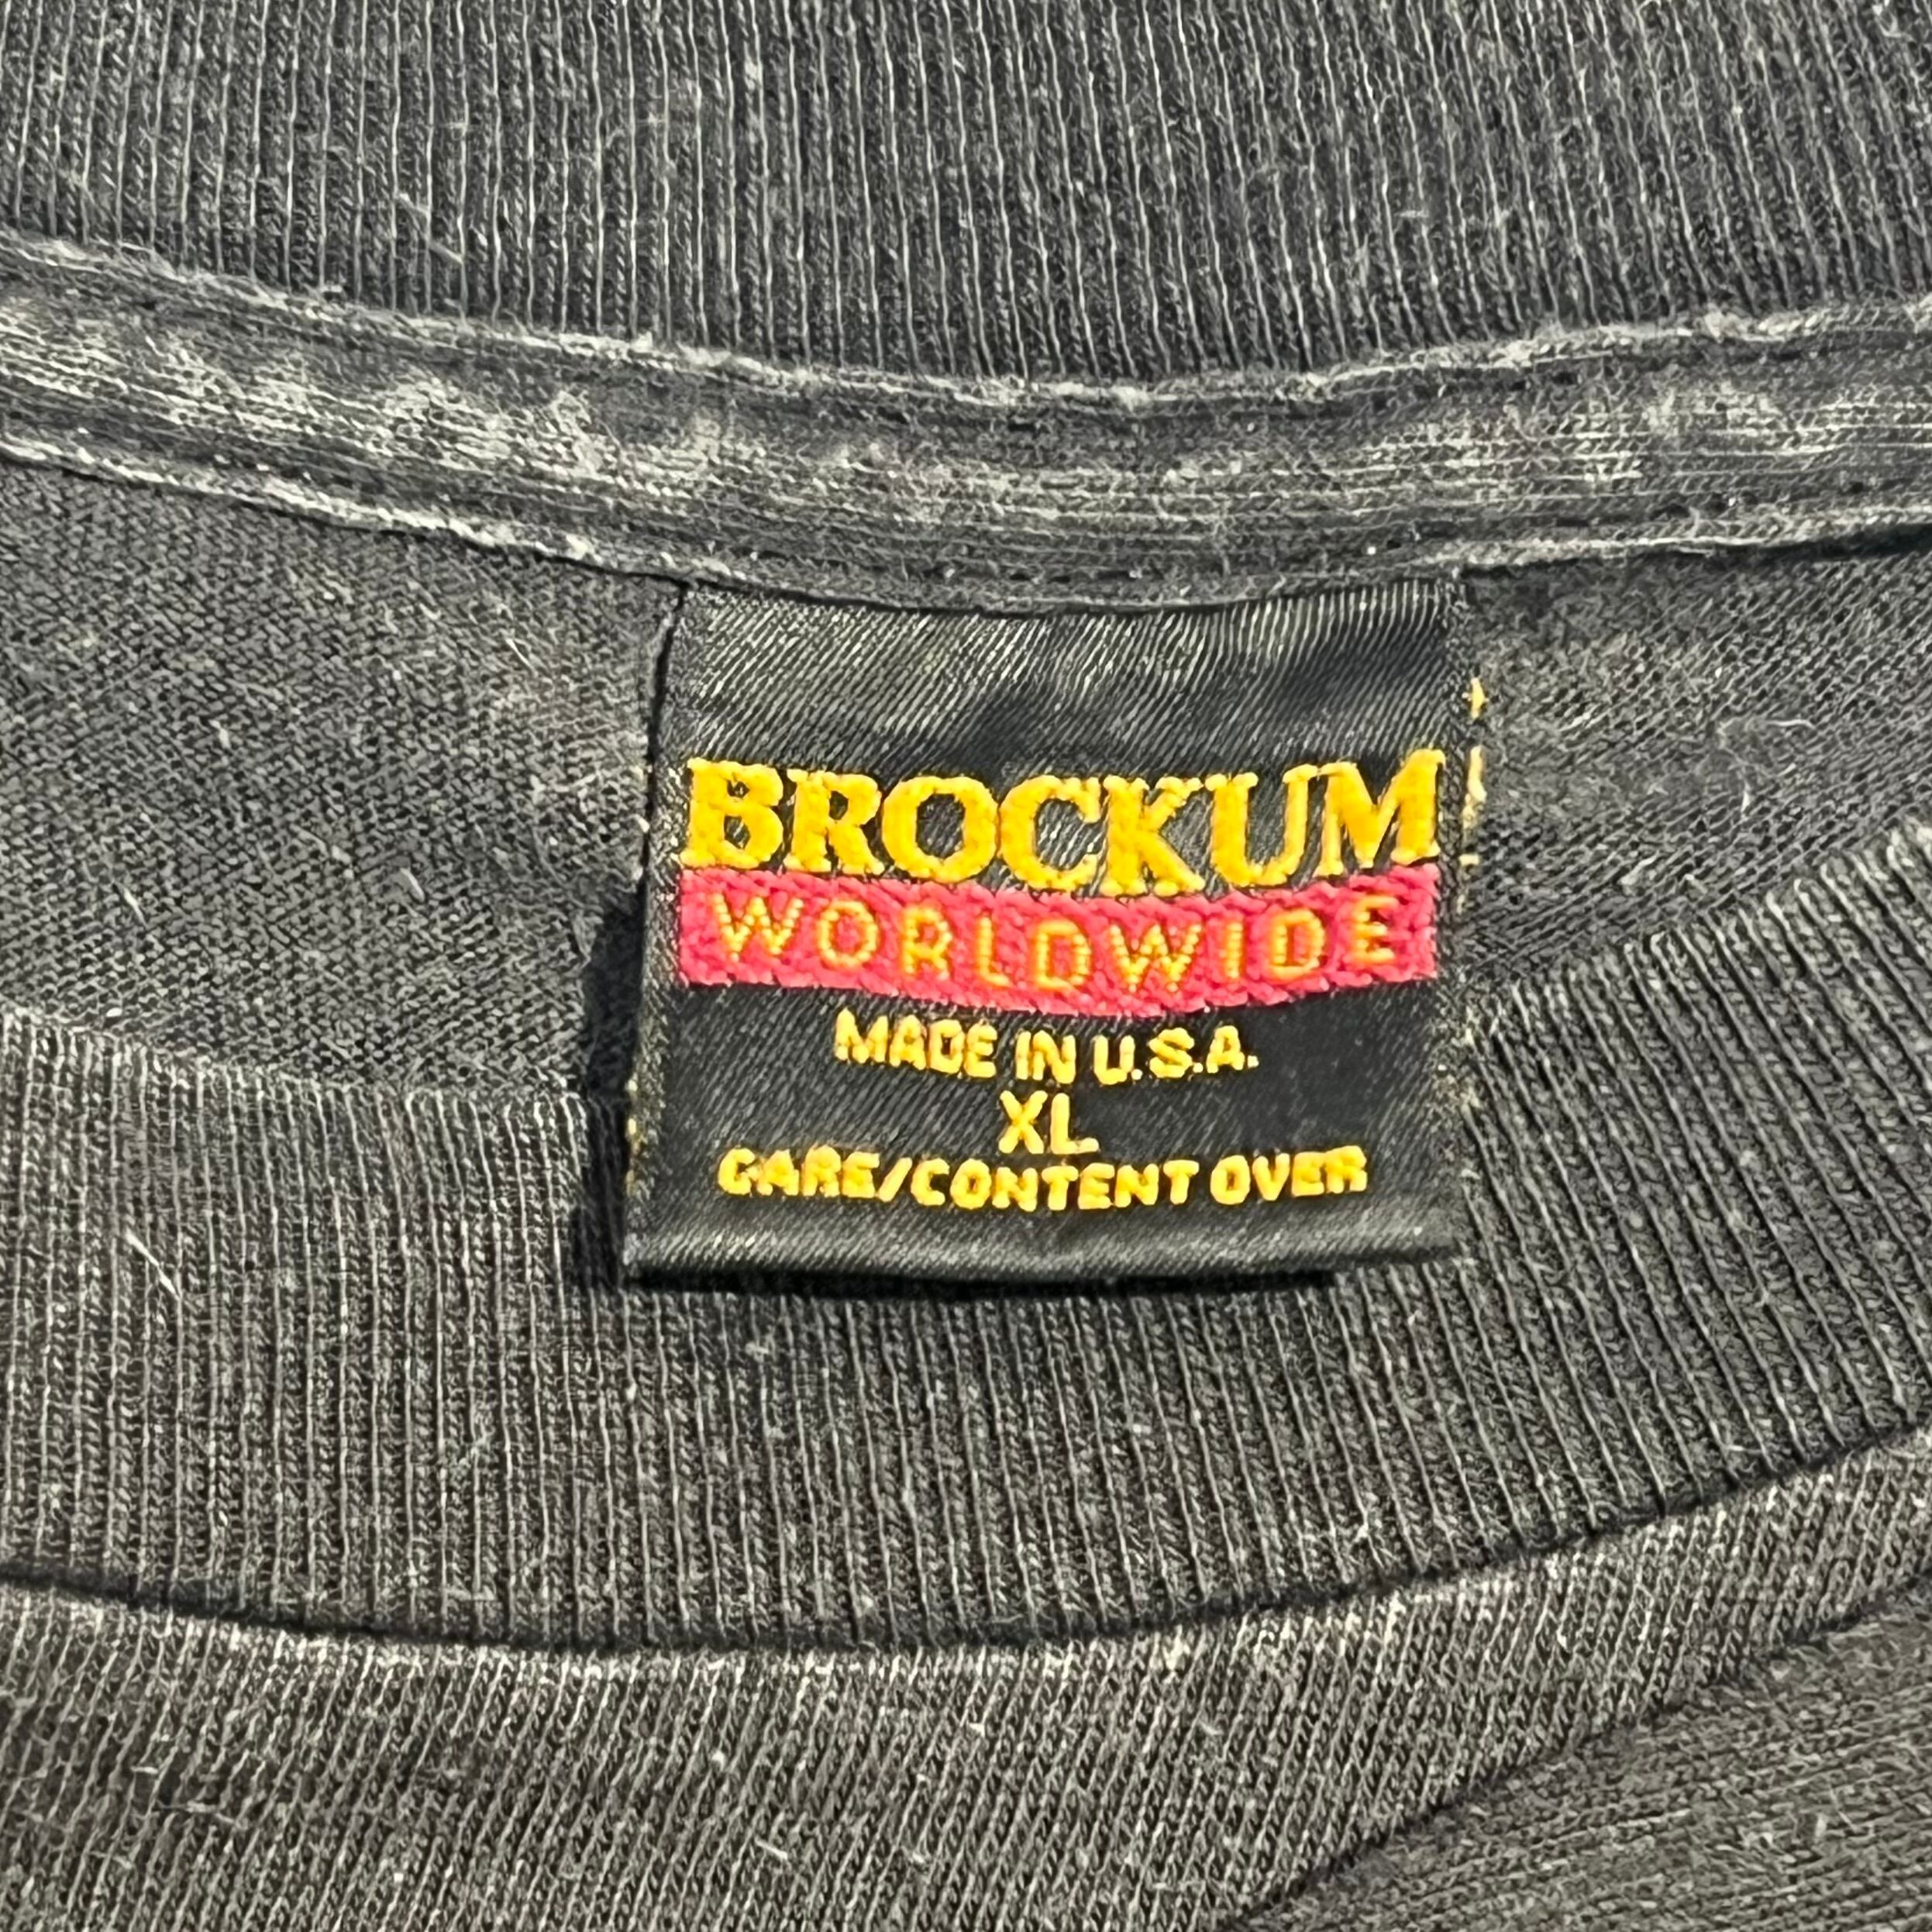 BROCKUM
WORLDWIDE
MADE IN U.S.A.
XL
CARE/CONTENT OVER